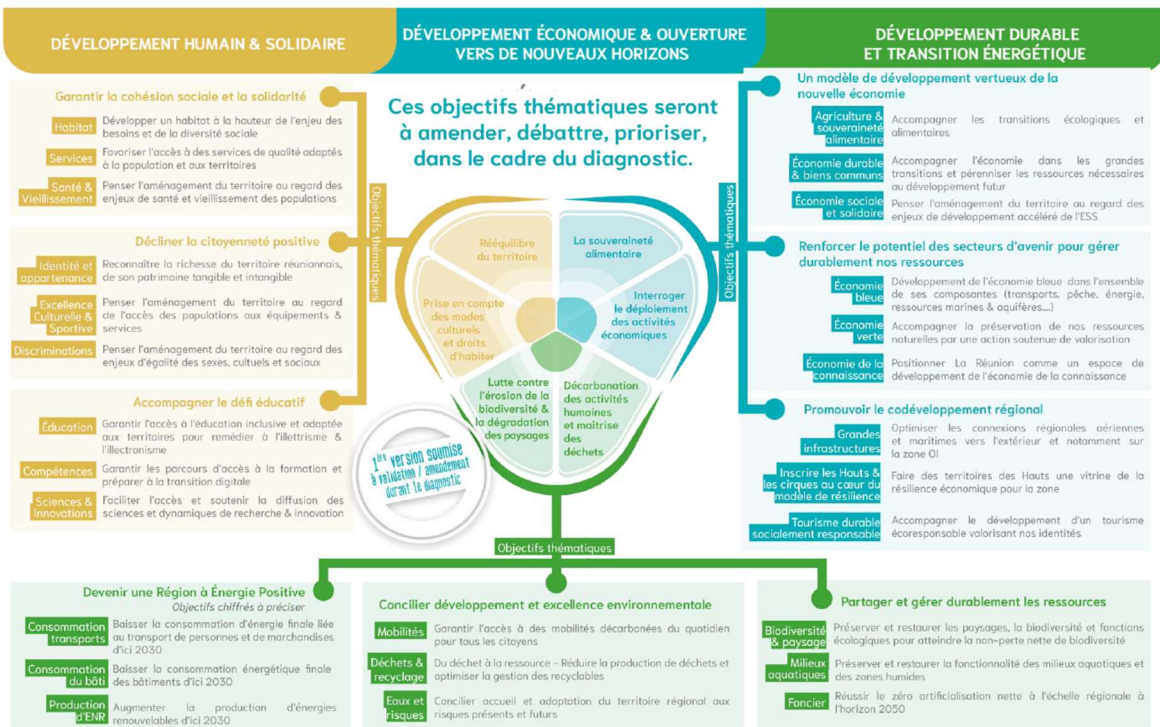 DÉVELOPPEMENT HUMAIN & SOLIDAIRE
DÉVELOPPEMENT ÉCONOMIQUE & OUVERTURE
VERS DE NOUVEAUX HORIZONS
DÉVELOPPEMENT DURABLE
ET TRANSITION ÉNERGÉTIQUE
Garantir la cohésion sociale et la solidarité
Habitat
Développer un habitat à la hauteur de l'enjeu des
besoins et de la diversité sociale
Services
Favoriser l'accès à des services de qualité adaptés
à la population et aux territoires
Santé &
Vieillissement
Penser l'aménagement du territoire au regard des
enjeux de santé et vieillissement des populations
Décliner la citoyenneté positive
Identité et
appartenance
Reconnaître la richesse du territoire réunionnais,
de son patrimoine tangible et intangible
Excellence
Culturelle &
Sportive
Penser l'aménagement du territoire au regard
de l'accès des populations aux équipements &
services
Discriminations
Penser l'aménagement du territoire au regard des
enjeux d'égalité des sexes, cultuels et sociaux
Accompagner le défi éducatif
Éducation
Garantir l'accès à l'éducation inclusive et adaptée
aux territoires pour remédier à l'illettrisme &
l'illectronisme
Compétences
Garantir les parcours d'accès à la formation et
préparer à la transition digitale
Sciences &
Innovations
Faciliter l'accès et soutenir la diffusion des
sciences et dynamiques de recherche & innovation
Objectifs thématiques
Ces objectifs thématiques seront
à amender, débattre, prioriser,
dans le cadre du diagnostic.
Rééquilibre
du territoire
La souveraineté
alimentaire
Prise en compte
des modes
culturels
et droits
d'habiter
Interroger
le déploiement
des activités
économiques
Lutte contre
l'érosion de la
biodiversité &
la dégradation
des paysages
Décarbonation
des activités
humaines
et maîtrise
des
déchets
1ère version soumise
à validation / amendement
durant le diagnostic
Objectifs thématiques
Un modèle de développement vertueux de la
nouvelle économie
Agriculture &
souveraineté
alimentaire
Accompagner les transitions écologiques et
alimentaires
Économie durable
& biens communs
Accompagner l'économie dans les grandes
transitions et pérenniser les ressources nécessaires
au développement futur
Économie sociale
et solidaire
Penser l'aménagement du territoire au regard des
enjeux de développement accéléré de l'ESS
Renforcer le potentiel des secteurs d'avenir pour gérer
durablement nos ressources
Économie
bleue
Développement de l'économie bleue dans l'ensemble
de ses composantes (transports, pêche, énergie,
ressources marines & aquifères....)
Économie
verte
Accompagner la préservation de nos ressources
naturelles par une action soutenue de valorisation
Économie de la
connaissance
Positionner La Réunion comme un espace de
développement de l'économie de la connaissance
Promouvoir le codéveloppement régional
Grandes
infrastructures
Optimiser les connexions régionales aériennes
et maritimes vers l'extérieur et notamment sur
la zone OI
Inscrire les Hauts &
les cirques au cœur du
modèle de résilience
Faire des territoires des Hauts une vitrine de la
résilience économique pour la zone
Tourisme durable
socialement responsable
Accompagner le développement d'un tourisme
écoresponsable valorisant nos identités
Objectifs thématiques
Devenir une Région à Énergie Positive
Objectifs chiffrés à préciser
Consommation
transports
Baisser la consommation d'énergie finale liée
au transport de personnes et de marchandises
d'ici 2030
Consommation
du bâti
Baisser la consommation énergétique finale
des bâtiments d'ici 2030
Production
d'ENR
Augmenter la production d'énergies
renouvelables d'ici 2030
Concilier développement et excellence environnementale
Mobilités
Garantir l'accès à des mobilités décarbonées du quotidien
pour tous les citoyens
Déchets &
recyclage
Du déchet à la ressource – Réduire la production de déchets et
optimiser la gestion des recyclables
Eaux et
risques
Concilier accueil et adaptation du territoire régional aux
risques présents et futurs
Partager et gérer durablement les ressources
Biodiversité
& paysage
Préserver et restaurer les paysages, la biodiversité et fonctions
écologiques pour atteindre la non-perte nette de biodiversité
Milieux
aquatiques
Préserver et restaurer la fonctionnalité des milieux aquatiques et
des zones humides
Foncier
Réussir le zéro artificialisation nette à l'échelle régionale à
l'horizon 2050